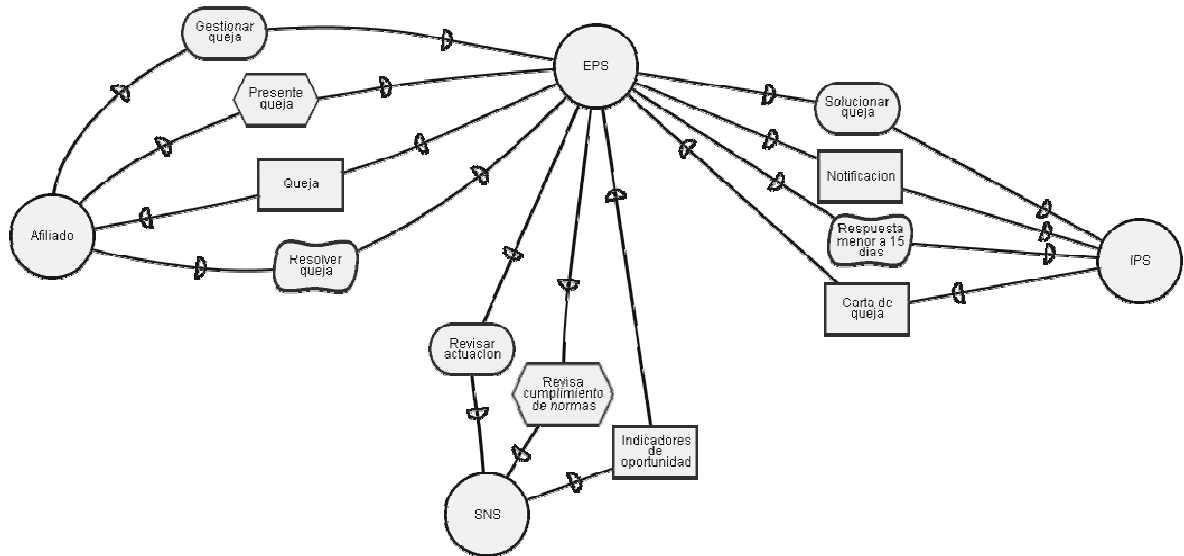 Gestionar
queja
EPS
Presente
queja
Solucionar
queja
Queja
Notificacion
Afiliado
Resolver
queja
Respuesta
menor a 15
dias
IPS
Carta de
queja
Revisar
actuacion
Revisa
cumplimiento
de normas
Indicadores
de
oportunidad
SNS